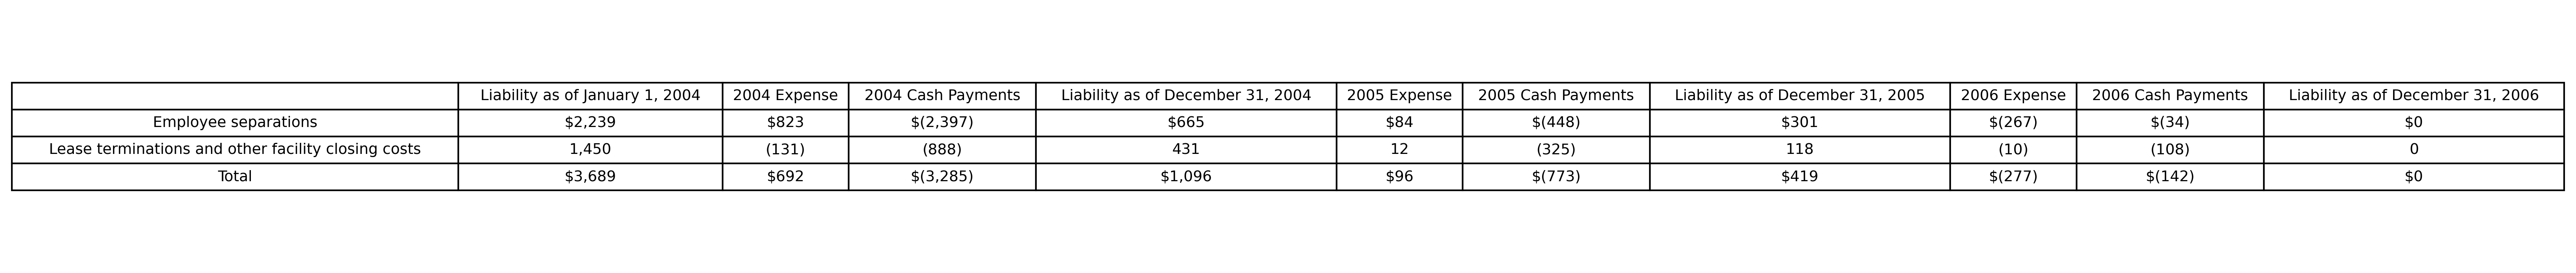 Liability as of January 1, 2004 2004 Expense 2004 Cash Payments Liability as of December 31, 2004 2005 Expense 2005 Cash Payments Liability as of December 31, 2005 2006 Expense 2006 Cash Payments Liability as of December 31, 2006
Employee separations $2,239 $823 $(2,397) $665 $84 $(448) $301 $(267) $(34) $0
Lease terminations and other facility closing costs 1,450 (131) (888) 431 12 (325) 118 (10) (108) 0
Total $3,689 $692 $(3,285) $1,096 $96 $(773) $419 $(277) $(142) $0